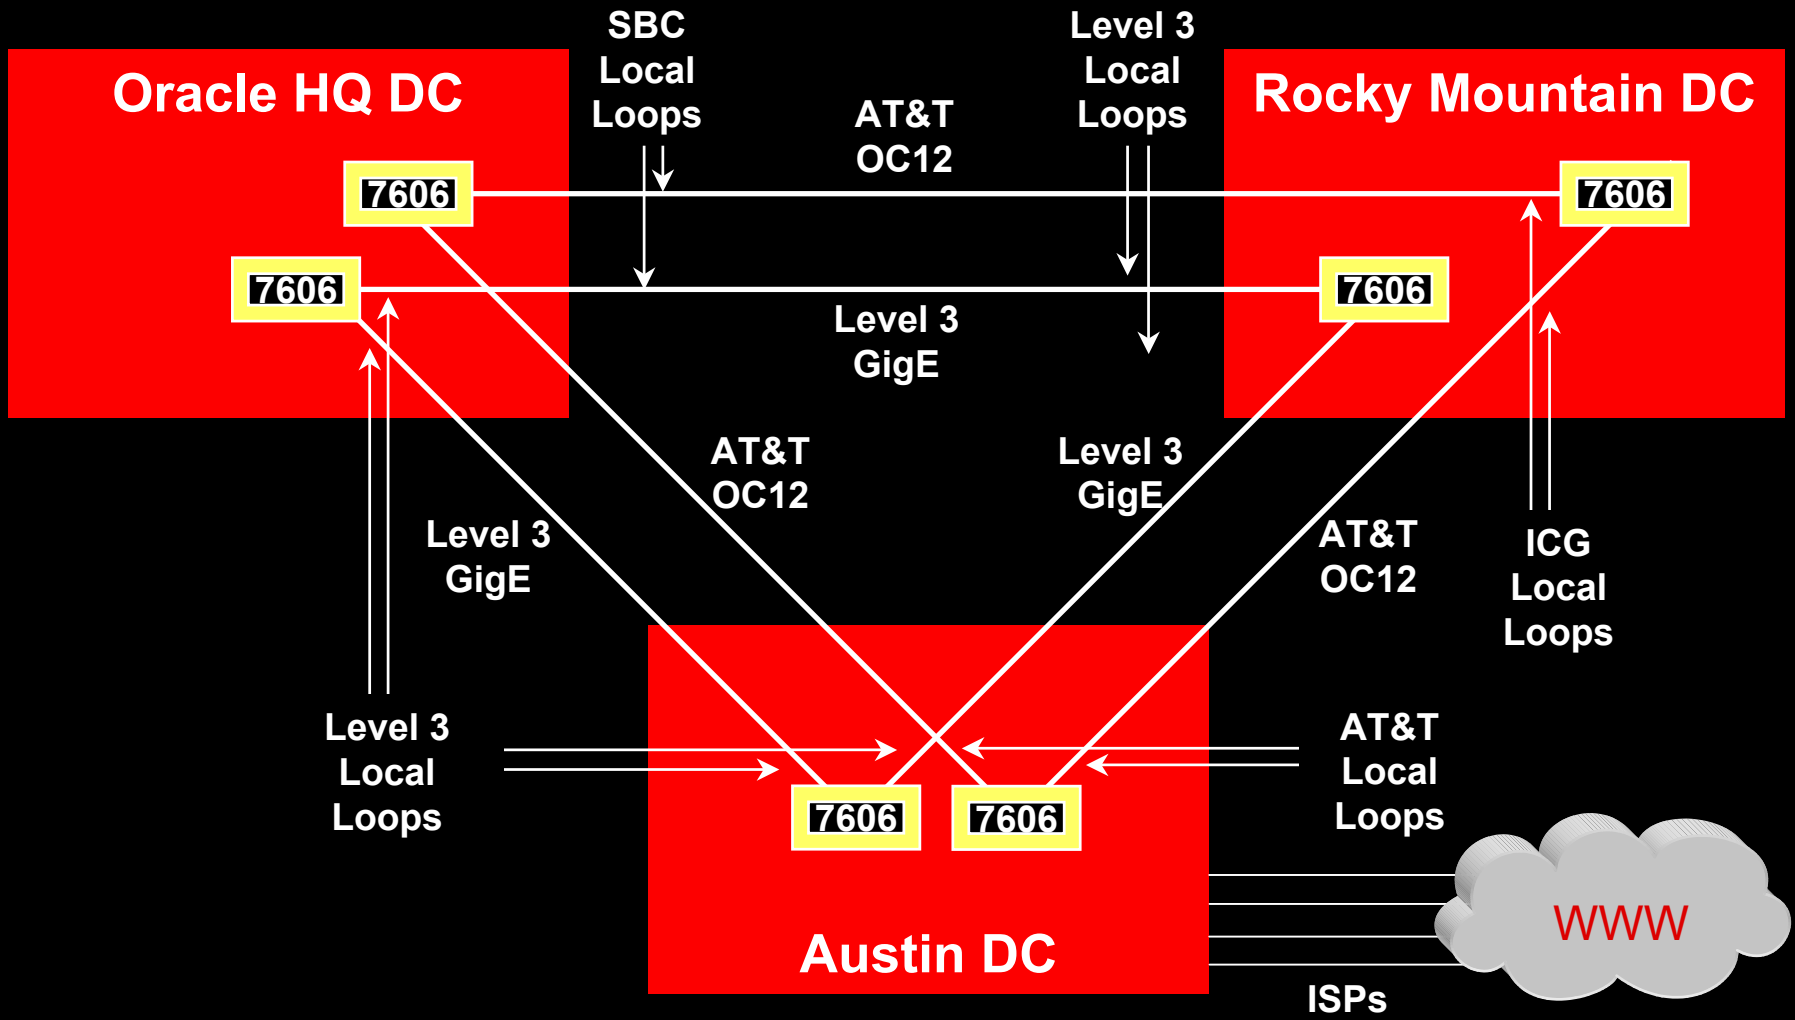 SBC
Local
Loops
Level 3
Local
Loops
Oracle HQ DC
AT&T
OC12
Rocky Mountain DC
7606
7606
7606
7606
Level 3
GigE
AT&T
OC12
Level 3
GigE
Level 3
GigE
AT&T
OC12
ICG
Local
Loops
Level 3
Local
Loops
AT&T
Local
Loops
7606
7606
Austin DC
WWW
ISPs